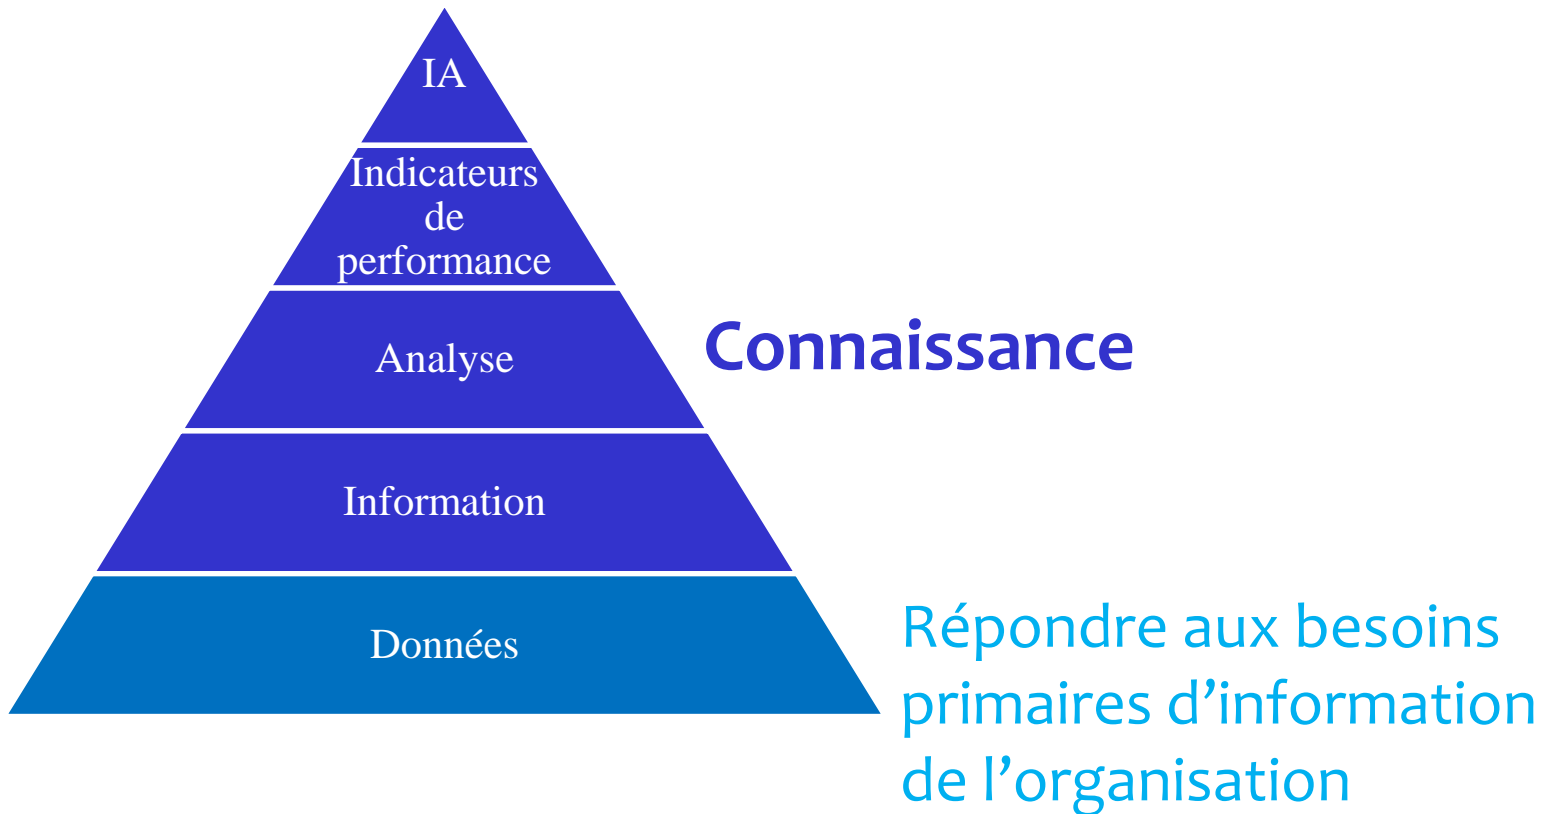 IA
Indicateurs
de
performance
Analyse
Connaissance
Information
Données
Répondre aux besoins
primaires d’information
de l’organisation